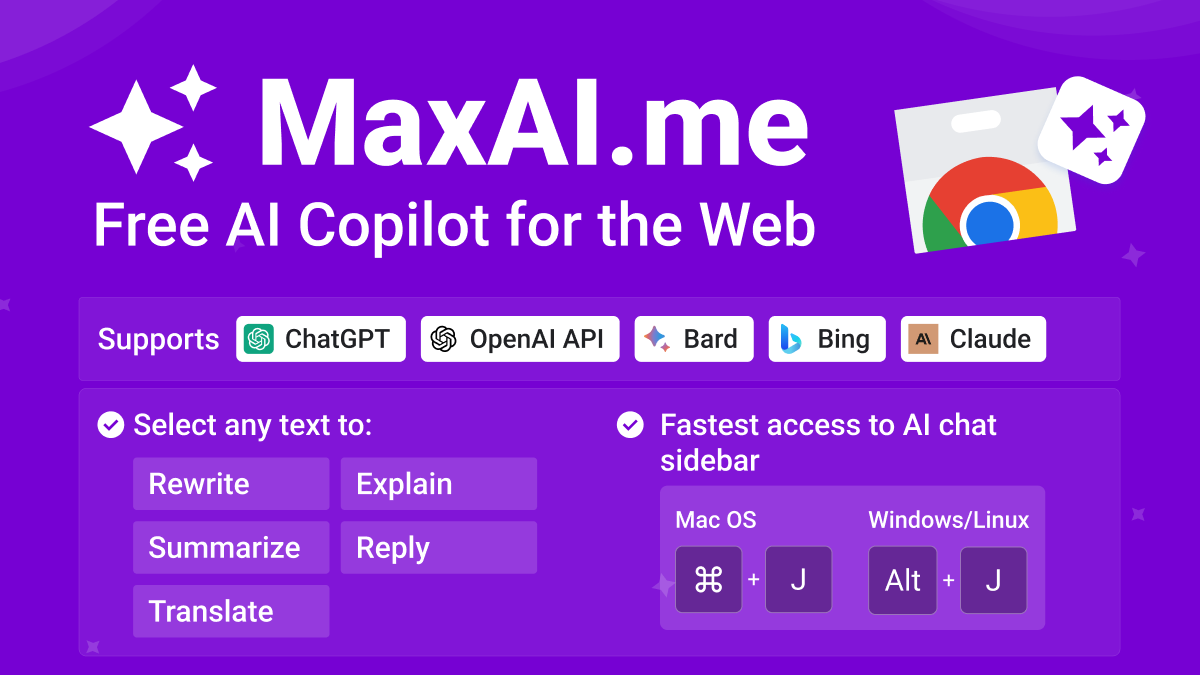 MaxAI.me
Free AI Copilot for the Web
Supports ChatGPT OpenAI API Bard Bing Claude
Select any text to:
Rewrite Explain
Summarize Reply
Translate
Fastest access to AI chat
sidebar
Mac OS Windows/Linux
⌘ + J Alt + J